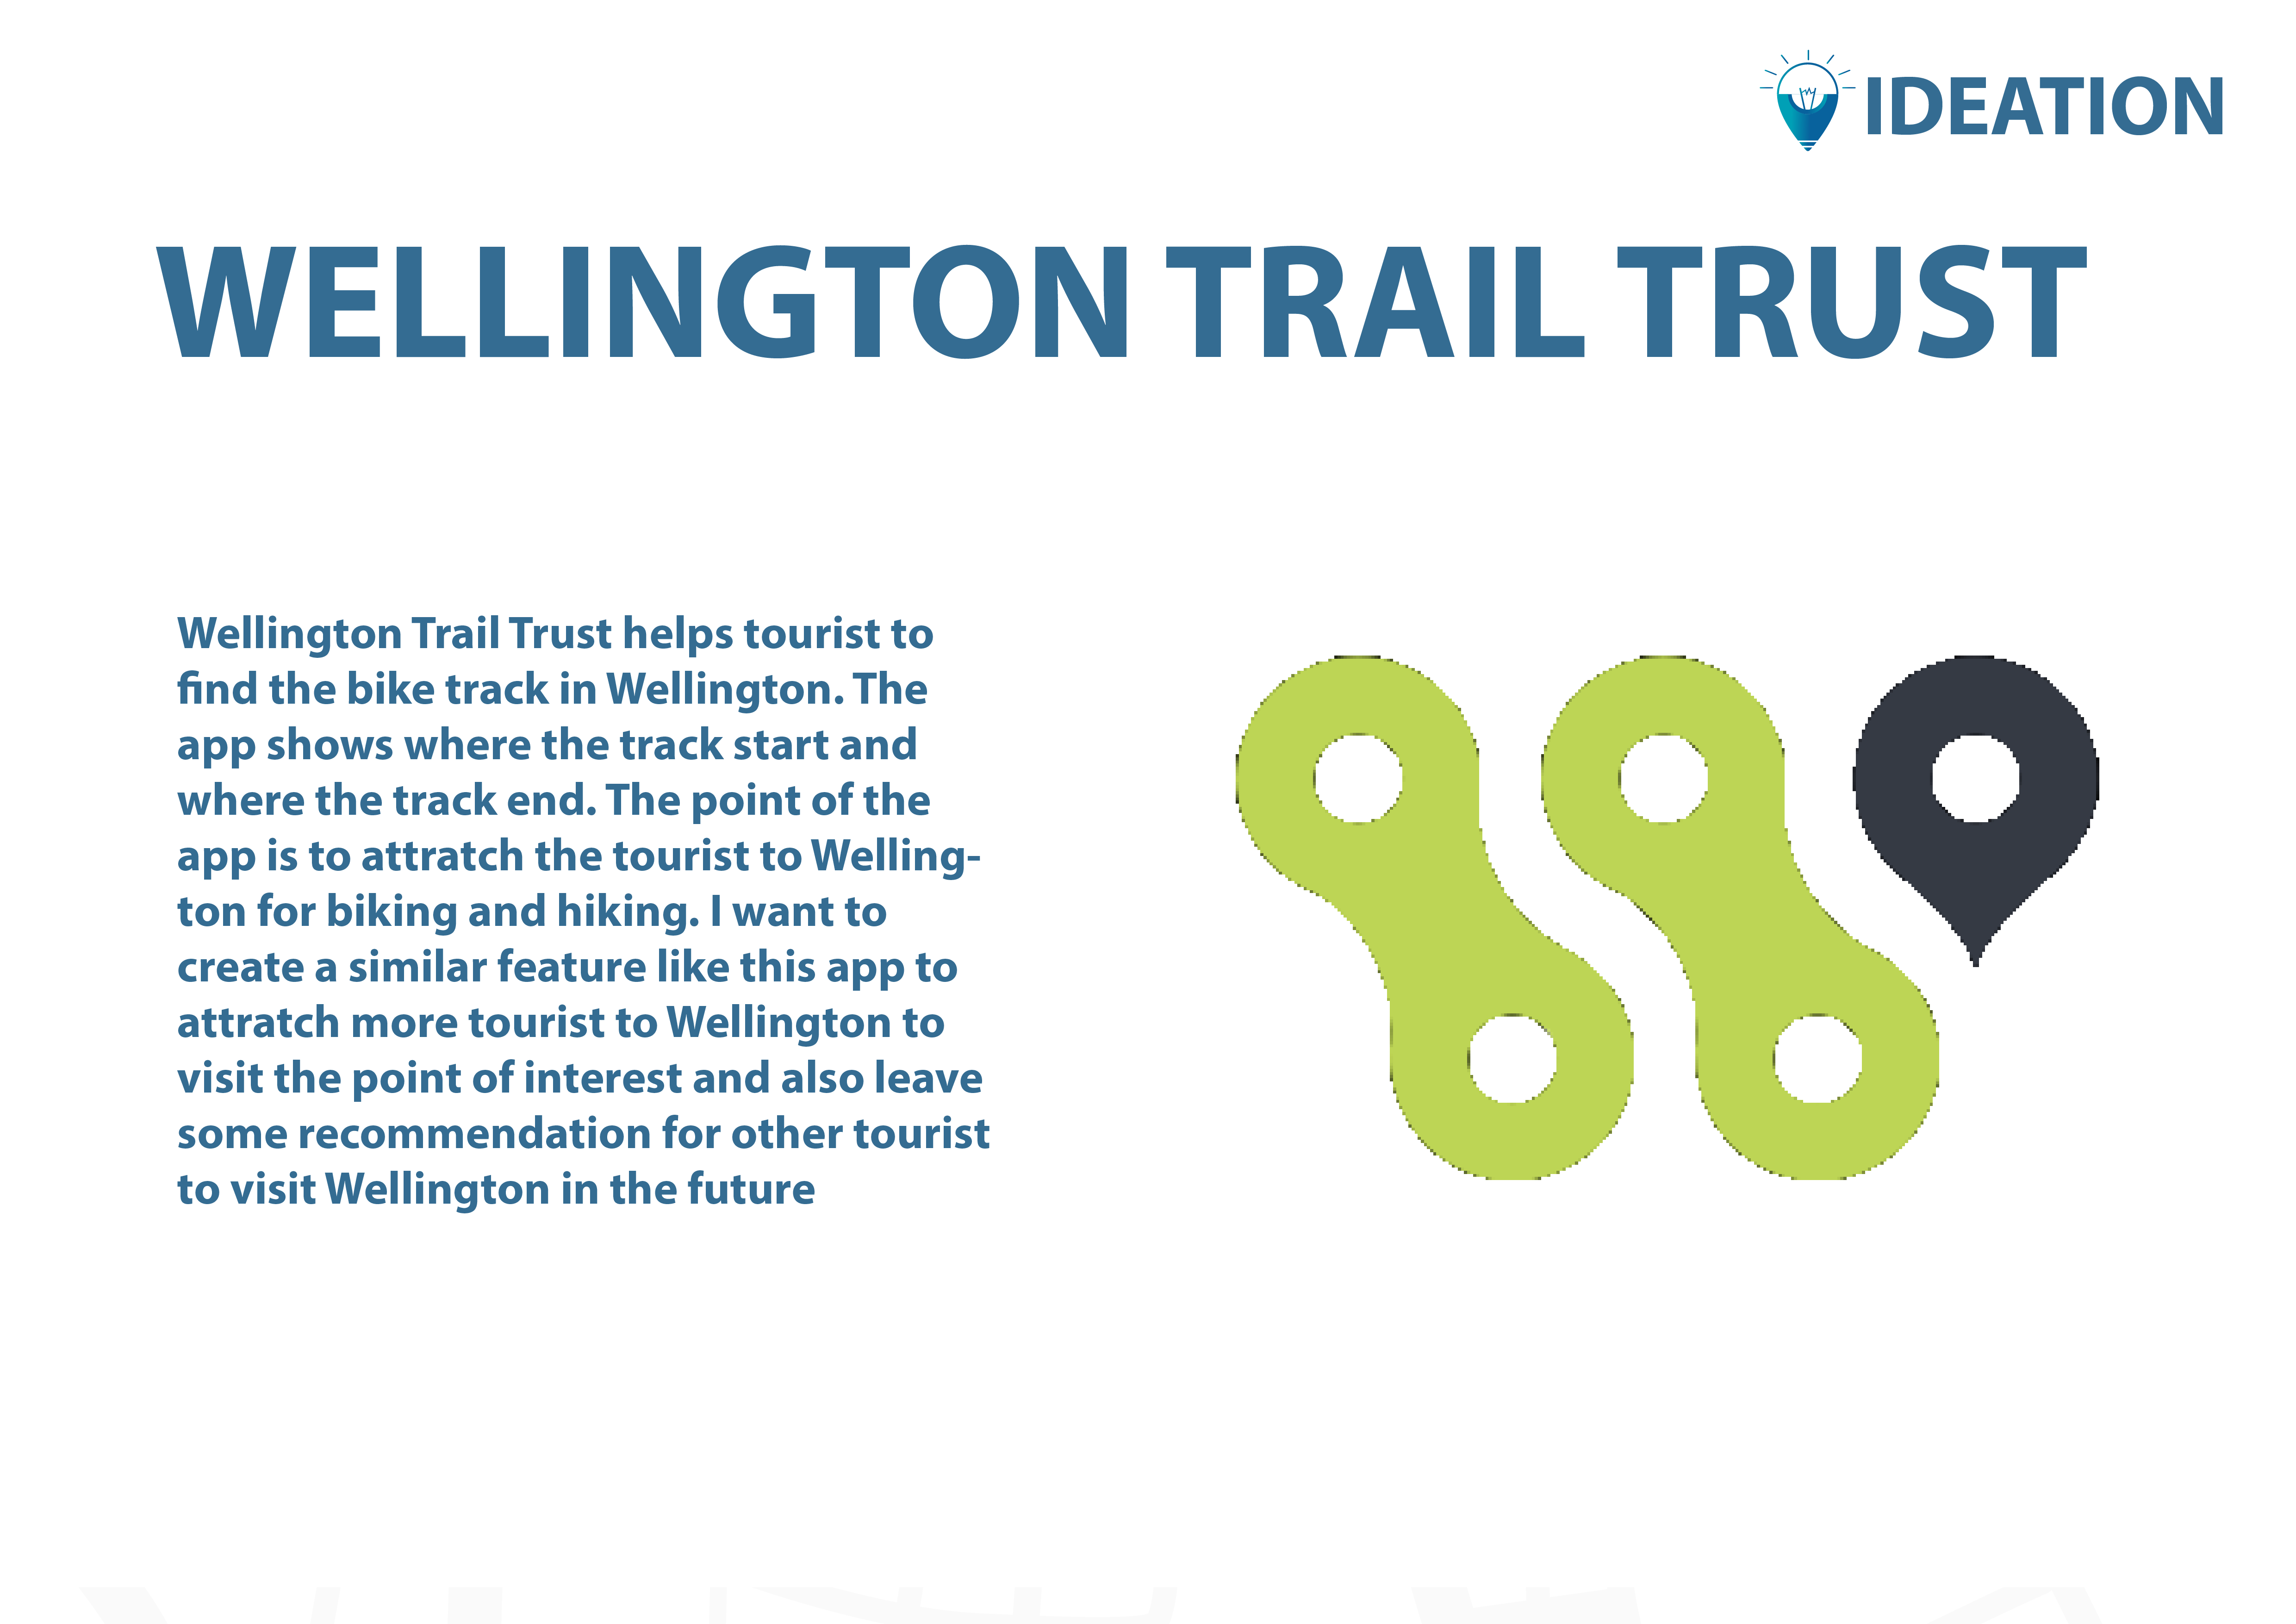 IDEATION
WELLINGTON TRAIL TRUST
Wellington Trail Trust helps tourist to
find the bike track in Wellington. The
app shows where the track start and
where the track end. The point of the
app is to attratch the tourist to Welling-
ton for biking and hiking. I want to
create a similar feature like this app to
attratch more tourist to Wellington to
visit the point of interest and also leave
some recommendation for other tourist
to visit Wellington in the future